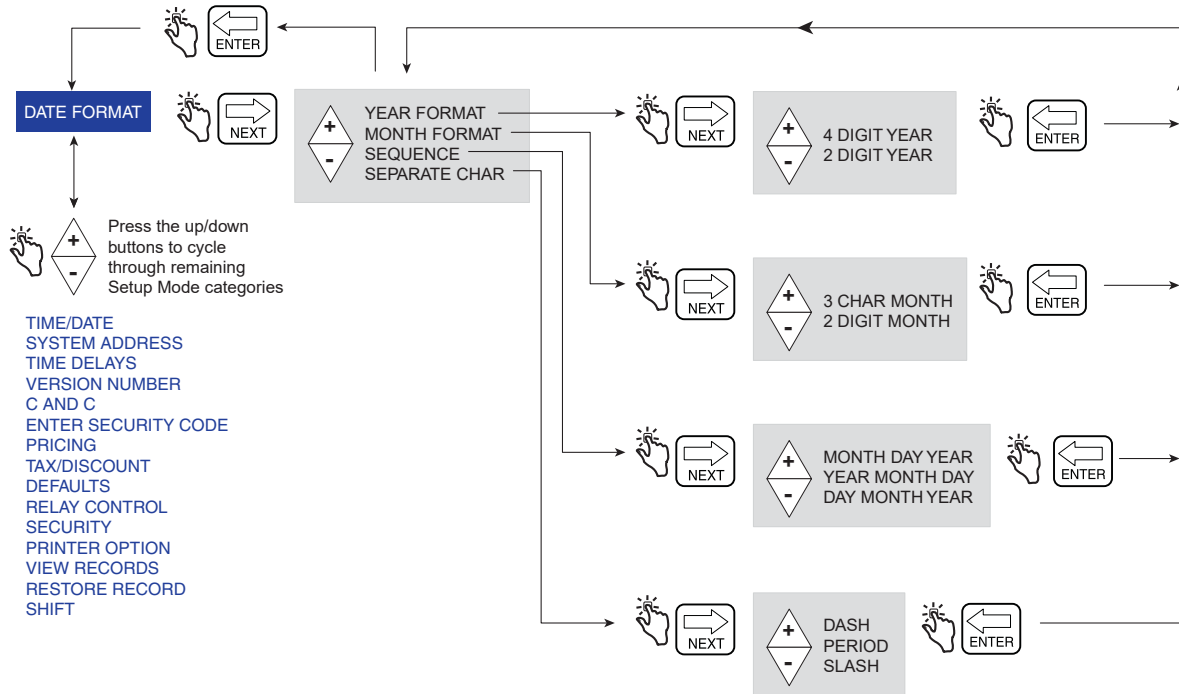 ENTER
DATE FORMAT
NEXT
+
-
YEAR FORMAT
MONTH FORMAT
SEQUENCE
SEPARATE CHAR
NEXT
+
-
4 DIGIT YEAR
2 DIGIT YEAR
ENTER
+
-
Press the up/down
buttons to cycle
through remaining
Setup Mode categories
NEXT
+
-
3 CHAR MONTH
2 DIGIT MONTH
ENTER
TIME/DATE
SYSTEM ADDRESS
TIME DELAYS
VERSION NUMBER
C AND C
ENTER SECURITY CODE
PRICING
TAX/DISCOUNT
DEFAULTS
RELAY CONTROL
SECURITY
PRINTER OPTION
VIEW RECORDS
RESTORE RECORD
SHIFT
NEXT
+
-
MONTH DAY YEAR
YEAR MONTH DAY
DAY MONTH YEAR
ENTER
NEXT
+
-
DASH
PERIOD
SLASH
ENTER